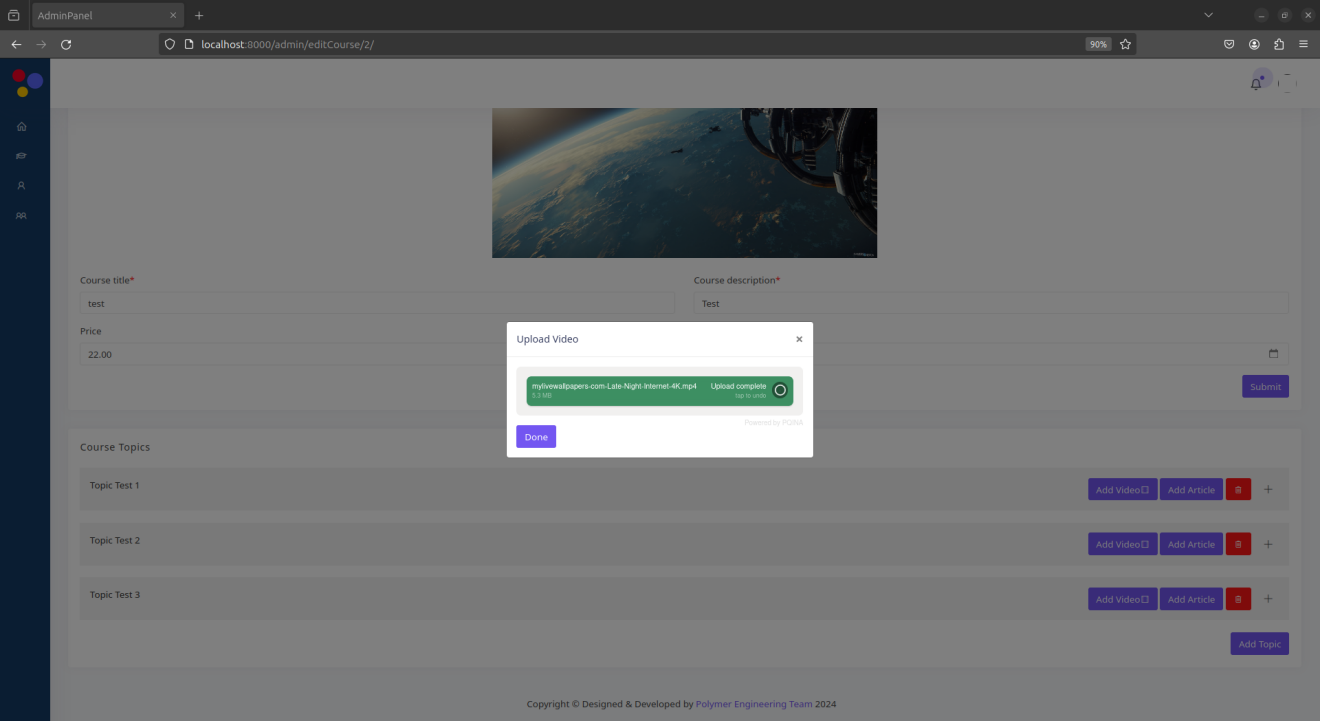 AdminPanel
localhost:8000/admin/editCourse/2/
90%
Course title*
Course description*
test
Test
Price
22.00
Submit
Upload Video
mylivewallpapers-com-Late-Night-Internet-4K.mp4
5.3 MB
Upload complete
tap to undo
Powered by PQINA
Done
Course Topics
Topic Test 1
Add Video
Add Article
Topic Test 2
Add Video
Add Article
Topic Test 3
Add Video
Add Article
Add Topic
Copyright © Designed & Developed by Polymer Engineering Team 2024